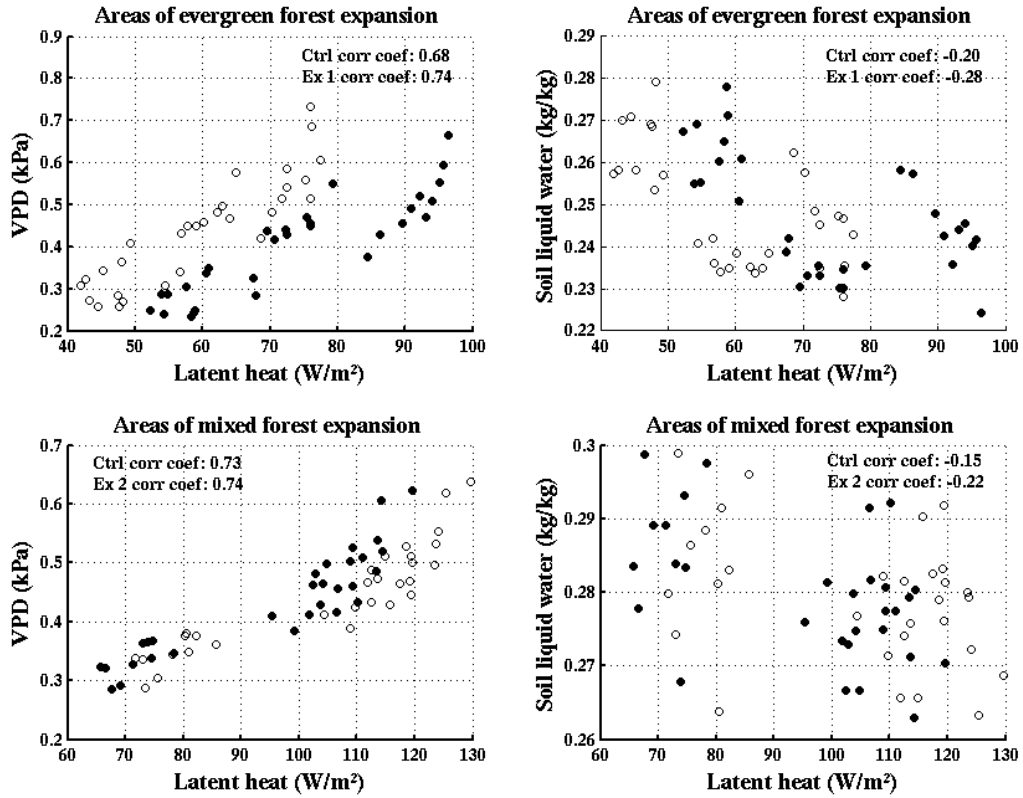 Areas of evergreen forest expansion
Ctrl corr coef: 0.68
Ex 1 corr coef: 0.74
VPD (kPa)
0.9
0.8
0.7
0.6
0.5
0.4
0.3
0.2
40 50 60 70 80 90 100
Latent heat (W/m²)
Areas of evergreen forest expansion
Ctrl corr coef: -0.20
Ex 1 corr coef: -0.28
Soil liquid water (kg/kg)
0.29
0.28
0.27
0.26
0.25
0.24
0.23
0.22
40 50 60 70 80 90 100
Latent heat (W/m²)
Areas of mixed forest expansion
Ctrl corr coef: 0.73
Ex 2 corr coef: 0.74
VPD (kPa)
0.7
0.6
0.5
0.4
0.3
0.2
60 70 80 90 100 110 120 130
Latent heat (W/m²)
Areas of mixed forest expansion
Ctrl corr coef: -0.15
Ex 2 corr coef: -0.22
Soil liquid water (kg/kg)
0.3
0.29
0.28
0.27
0.26
60 70 80 90 100 110 120 130
Latent heat (W/m²)